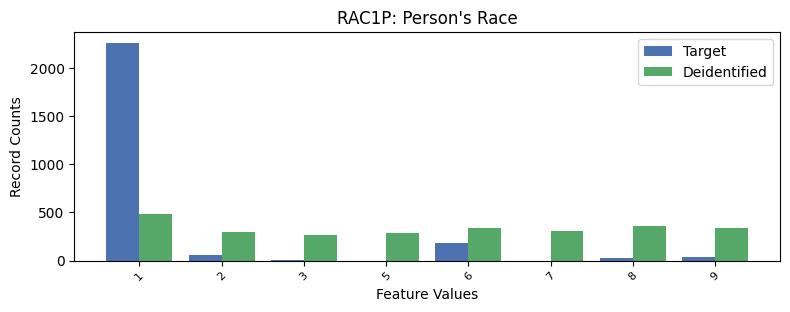 RAC1P: Person's Race
Target
Deidentified
Record Counts
2000
1500
1000
500
0
1 2 3 5 6 7 8 9
Feature Values